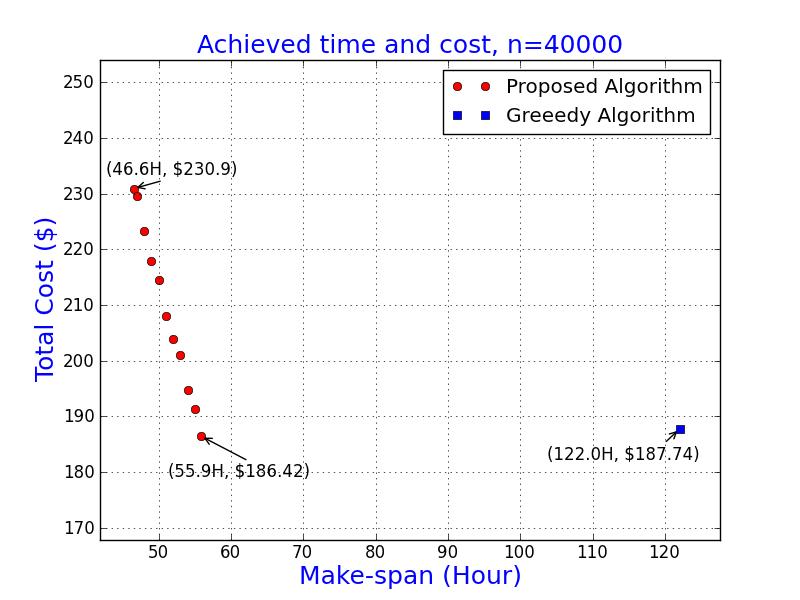 Achieved time and cost, n=40000
Proposed Algorithm
Greeedy Algorithm
250
240
230
220
210
200
190
180
170
(46.6H, $230.9)
(55.9H, $186.42)
(122.0H, $187.74)
Total Cost ($)
50 60 70 80 90 100 110 120
Make-span (Hour)